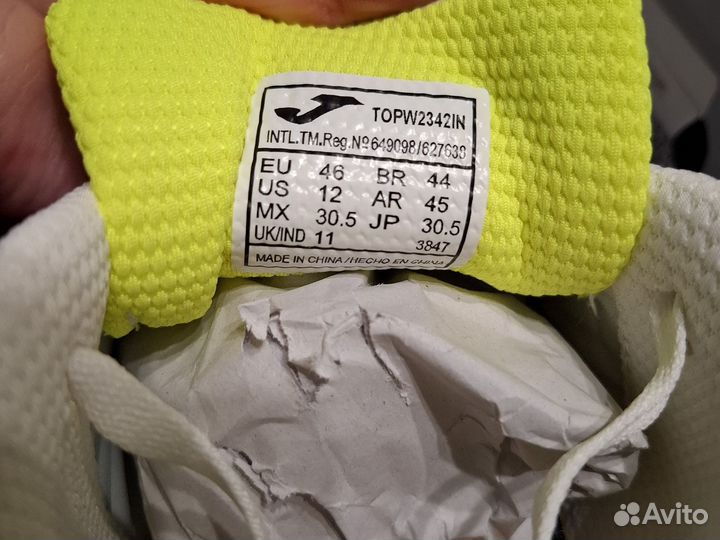 TOPW2342IN
INTL.TM.Reg.Nº649098/627638
EU 46 BR 44
US 12 AR 45
MX 30.5 JP 30.5
UK/IND 11 3847
MADE IN CHINA/HECHO EN CHINA
Avito